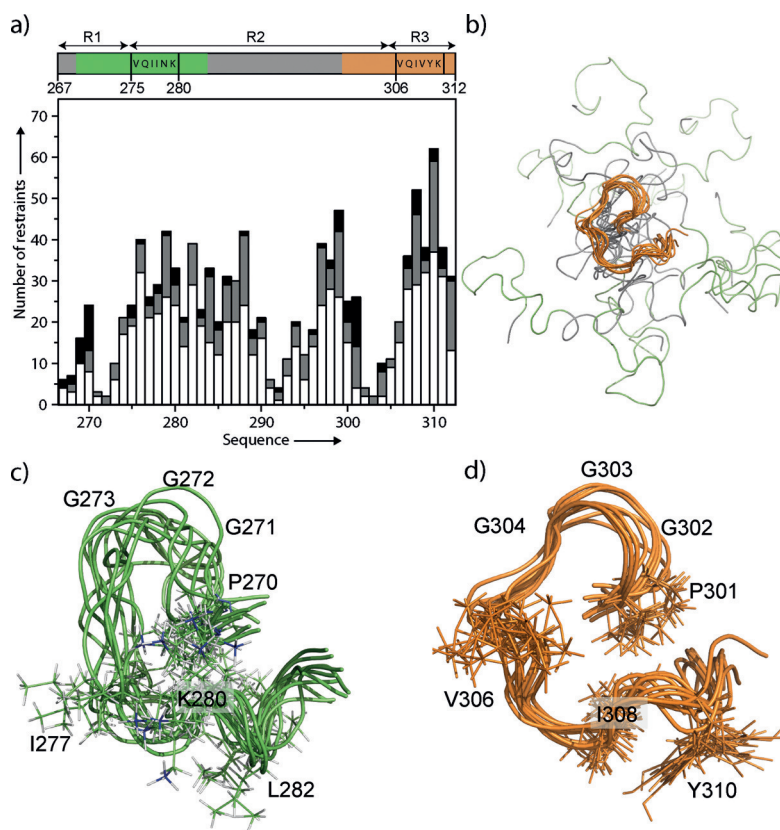 a)
R1 R2 R3
VQIINK VQIVYK
267 275 280 306 312
70
60
50
40
30
20
10
0
Number of restraints
270 280 290 300 310
Sequence
b)
c)
G272
G273
G271
P270
K280
I277
L282
d)
G303
G304
G302
P301
V306
I308
Y310